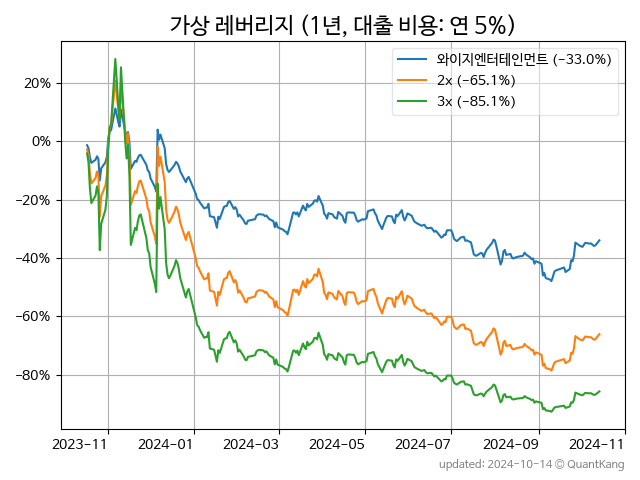 가상 레버리지 (1년, 대출 비용: 연 5%)
와이지엔터테인먼트 (−33.0%)
2x (−65.1%)
3x (−85.1%)
20%
0%
−20%
−40%
−60%
−80%
2023-11 2024-01 2024-03 2024-05 2024-07 2024-09 2024-11
updated: 2024-10-14 © QuantKang